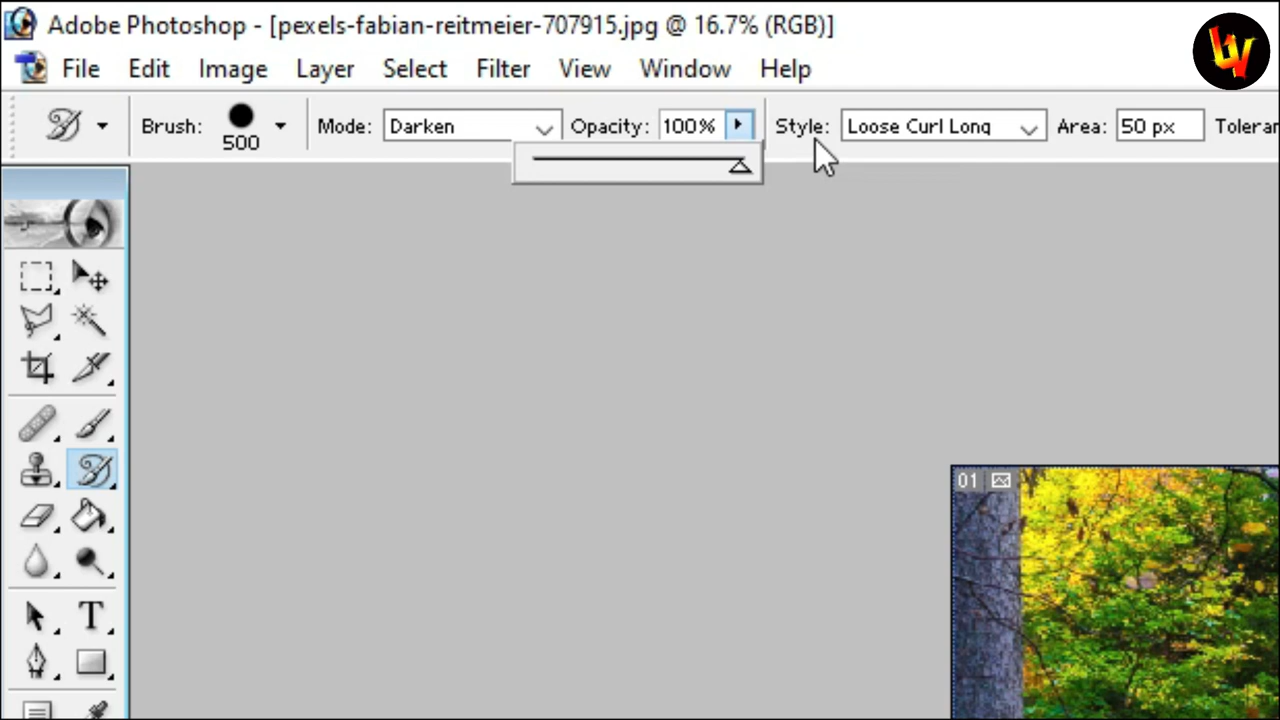 Adobe Photoshop - [pexels-fabian-reitmeier-707915.jpg @ 16.7% (RGB)]
File Edit Image Layer Select Filter View Window Help
Brush: 500 Mode: Darken Opacity: 100% Style: Loose Curl Long Area: 50 px Toleran
T
01